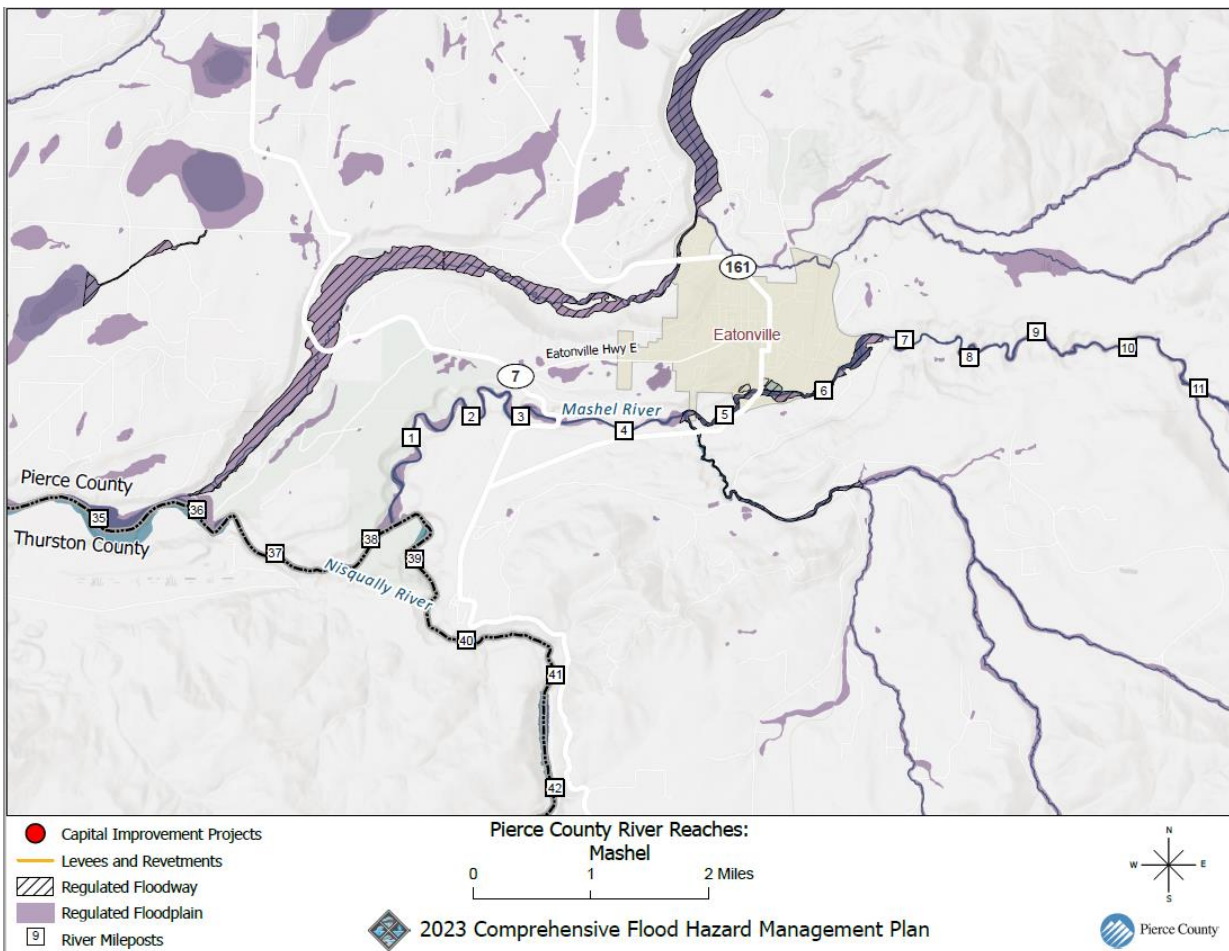 161
Eatonville
Eatonville Hwy E
7
Mashel River
1
2
3
4
5
6
7
8
9
10
11
Pierce County
Thurston County
Nisqually River
35
36
37
38
39
40
41
42
Capital Improvement Projects
Levees and Revetments
Regulated Floodway
Regulated Floodplain
9 River Mileposts
Pierce County River Reaches:
Mashel
0 1 2 Miles
2023 Comprehensive Flood Hazard Management Plan
N
W E
S
Pierce County